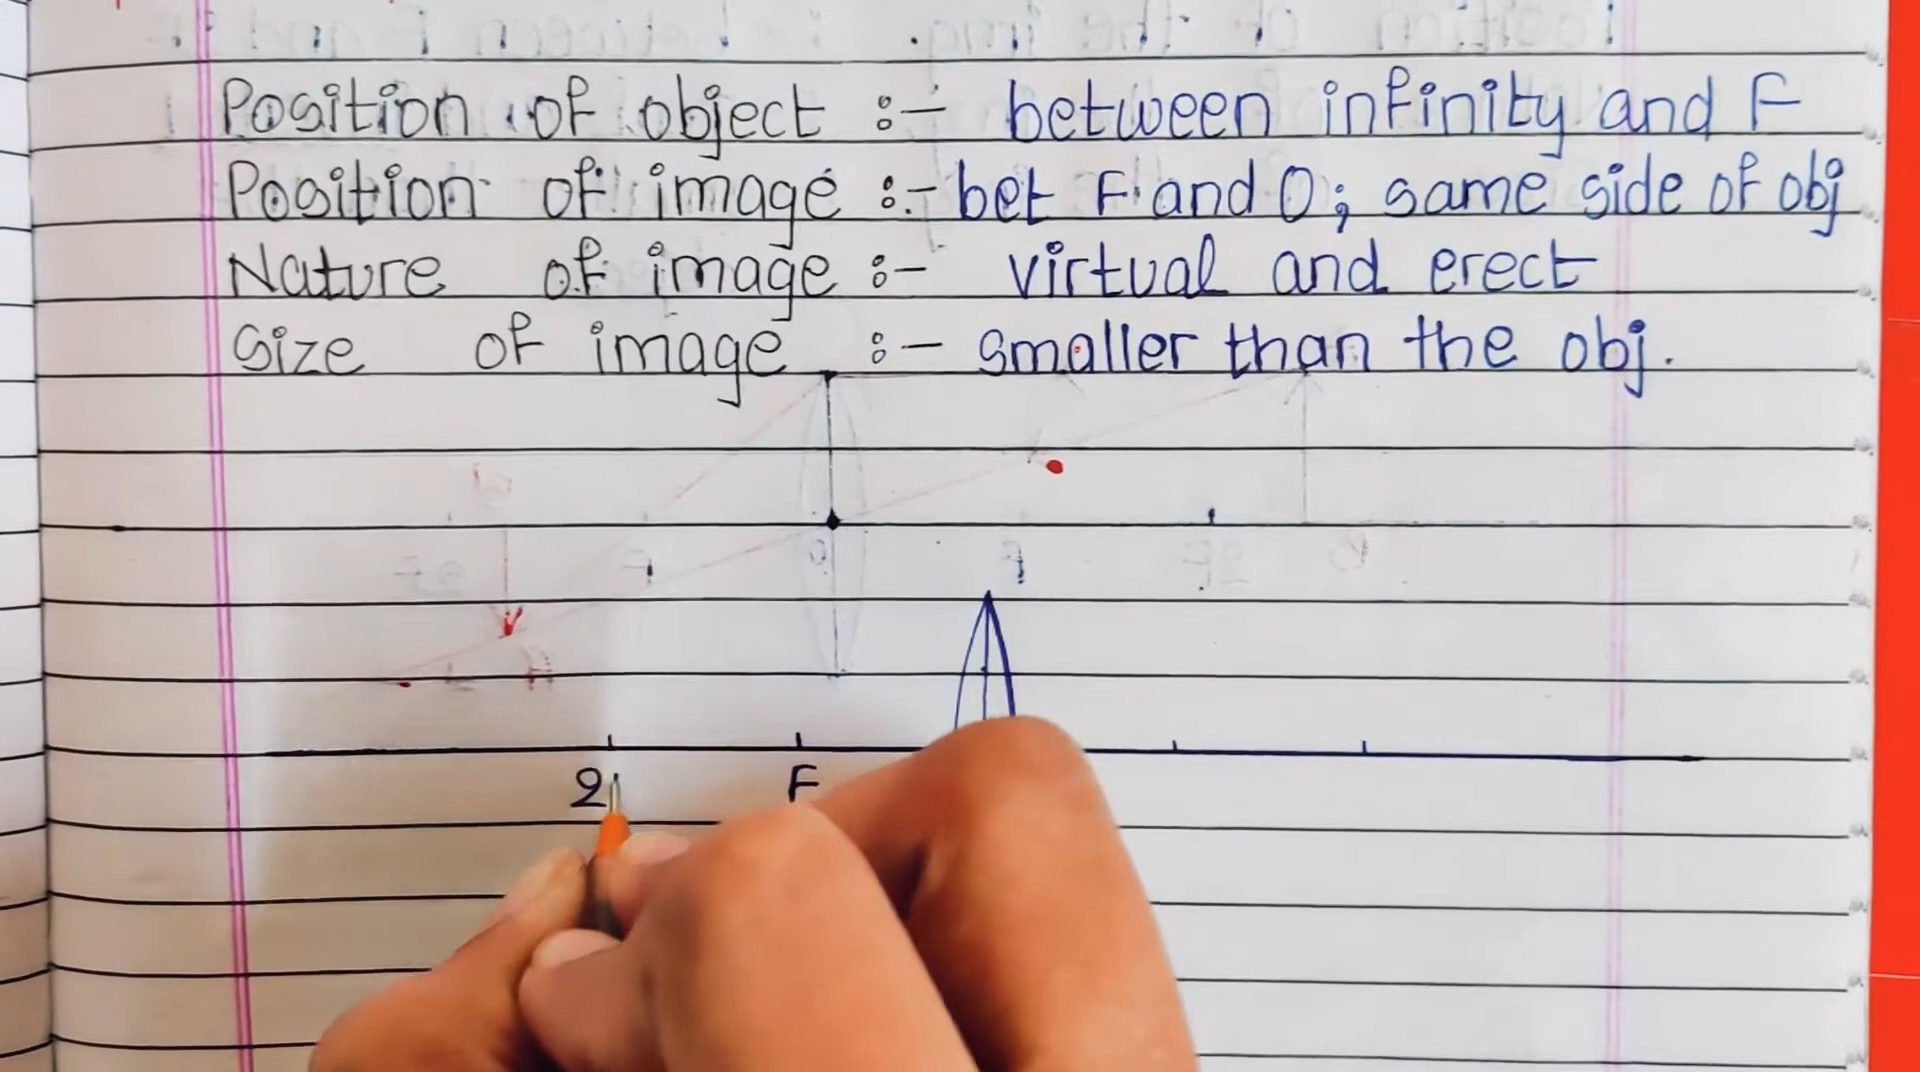 Position of object :- between infinity and F
Position of image :- bet F and O; same side of obj
Nature of image :- virtual and erect
Size of image :- smaller than the obj.
2 F